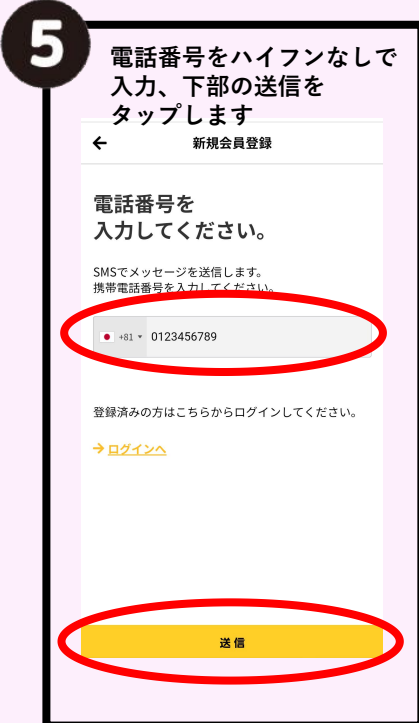 5
電話番号をハイフンなしで
入力、下部の送信を
タップします
新規会員登録
電話番号を
入力してください。
SMSでメッセージを送信します。
携帯電話番号を入力してください。
+81 0123456789
登録済みの方はこちらからログインしてください。
ログインへ
送信